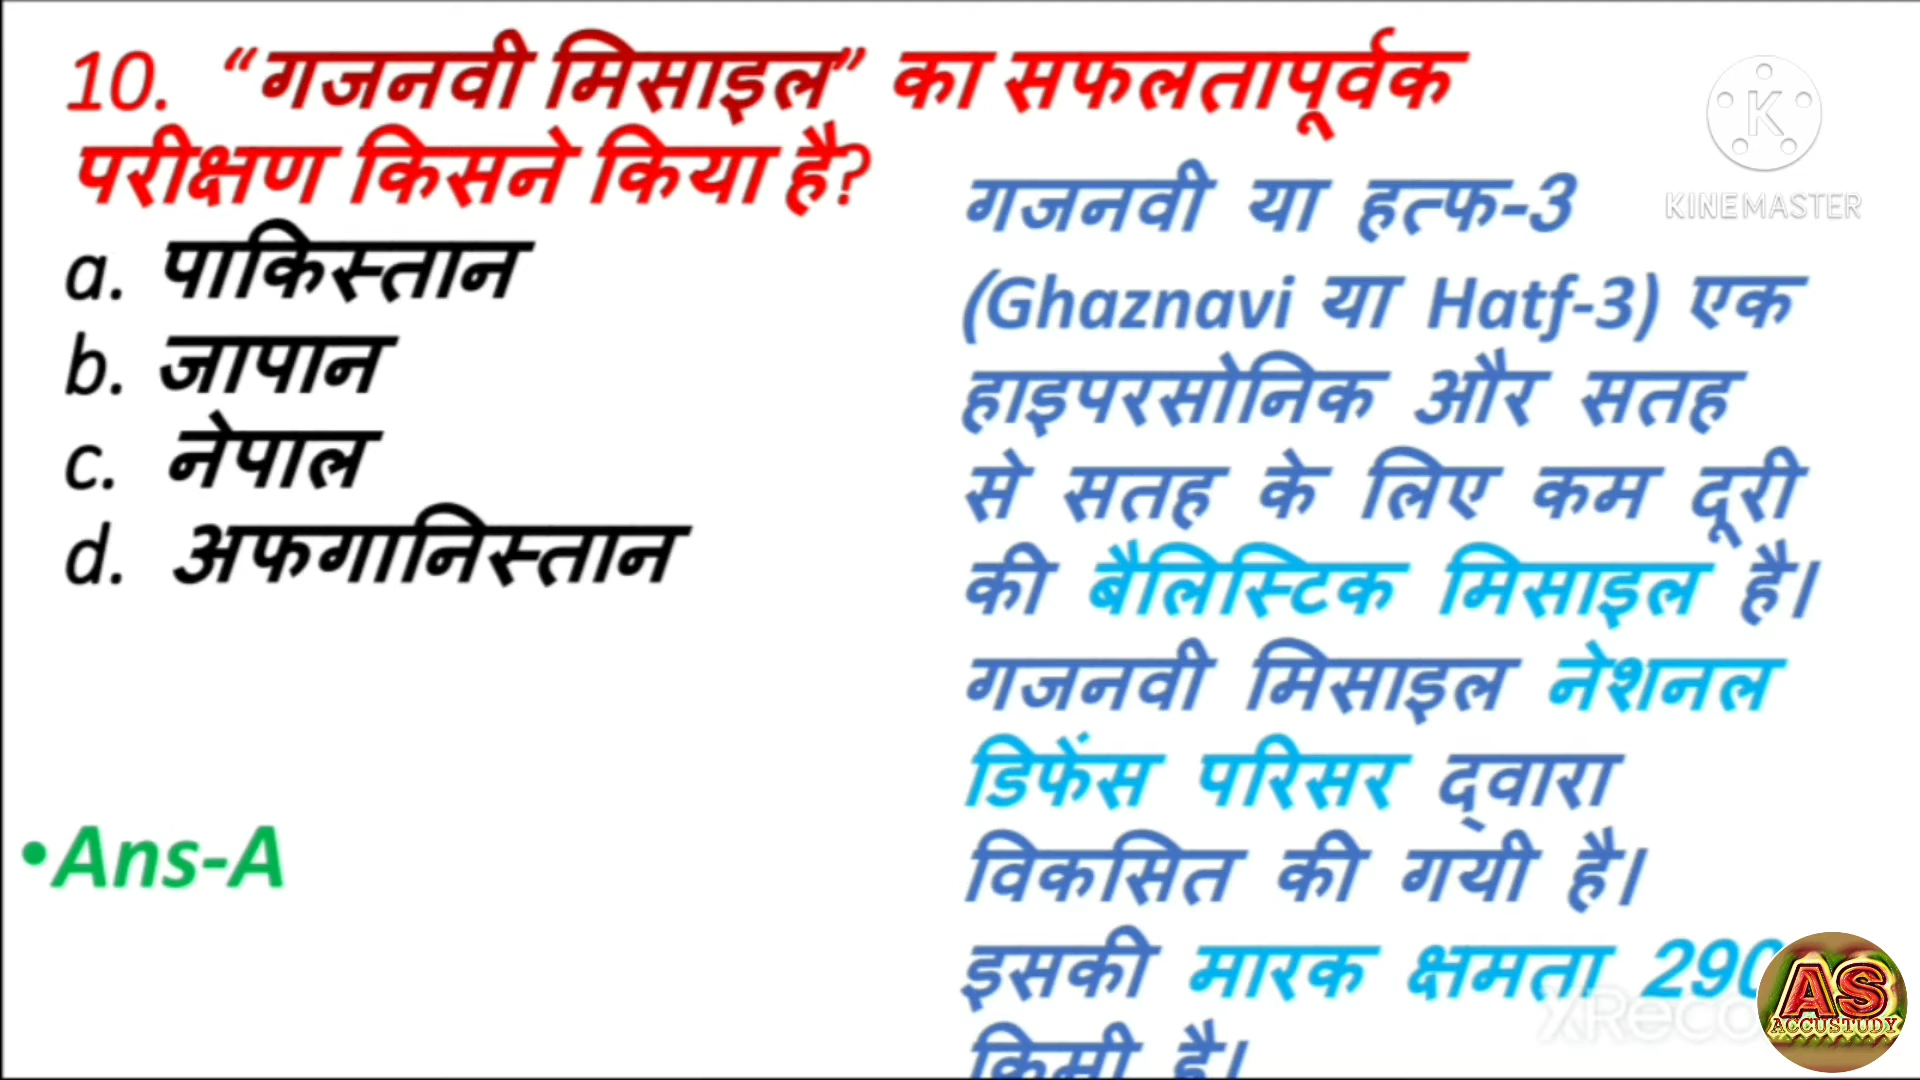 10. “गजनवी मिसाइल” का सफलतापूर्वक
परीक्षण किसने किया है?
a. पाकिस्तान
b. जापान
c. नेपाल
d. अफगानिस्तान
•Ans-A
गजनवी या हत्फ-3
(Ghaznavi या Hatf-3) एक
हाइपरसोनिक और सतह
से सतह के लिए कम दूरी
की बैलिस्टिक मिसाइल है।
गजनवी मिसाइल नेशनल
डिफेंस परिसर द्वारा
विकसित की गयी है।
इसकी मारक क्षमता 290
किमी है।
K
KINEMASTER
AS
ACCUSTUDY